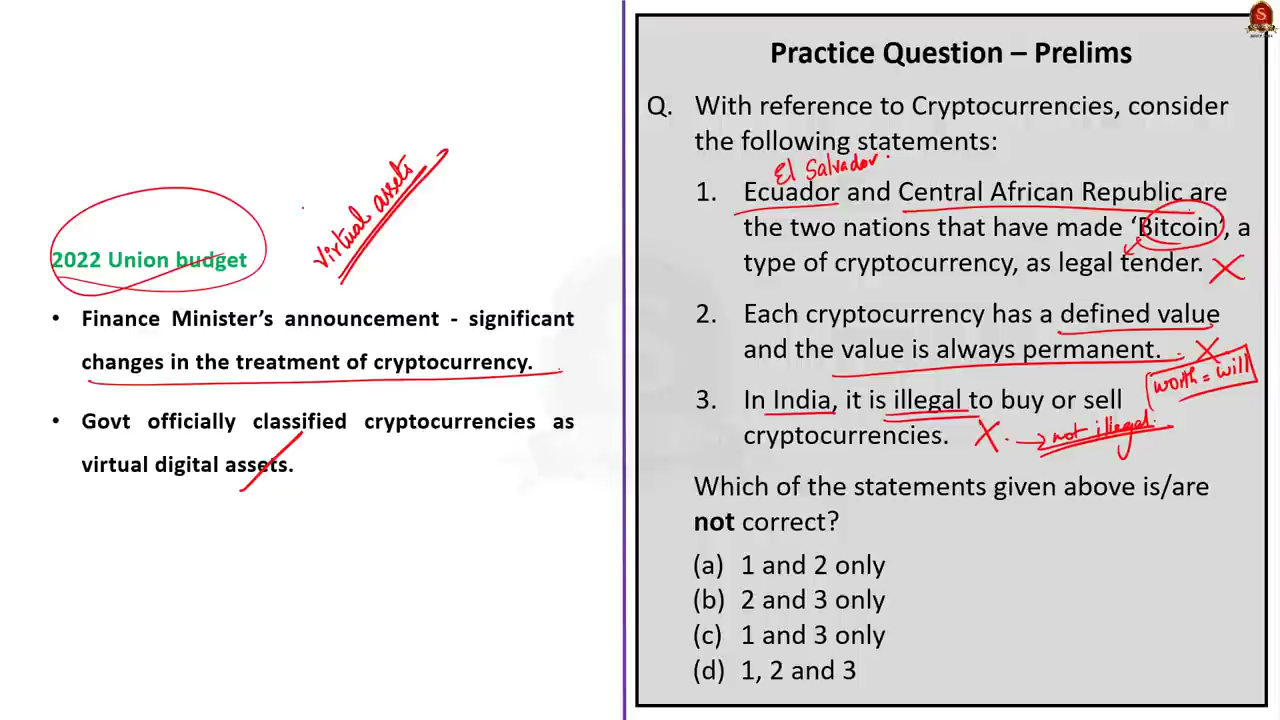 2022 Union budget
Virtual assets
• Finance Minister's announcement - significant
changes in the treatment of cryptocurrency.
• Govt officially classified cryptocurrencies as
virtual digital assets.
Practice Question – Prelims
Q. With reference to Cryptocurrencies, consider
the following statements:
El Salvador
1. Ecuador and Central African Republic are
the two nations that have made ‘Bitcoin’, a
type of cryptocurrency, as legal tender.
2. Each cryptocurrency has a defined value
and the value is always permanent.
worth = will
3. In India, it is illegal to buy or sell
cryptocurrencies.
not illegal
Which of the statements given above is/are
not correct?
(a) 1 and 2 only
(b) 2 and 3 only
(c) 1 and 3 only
(d) 1, 2 and 3